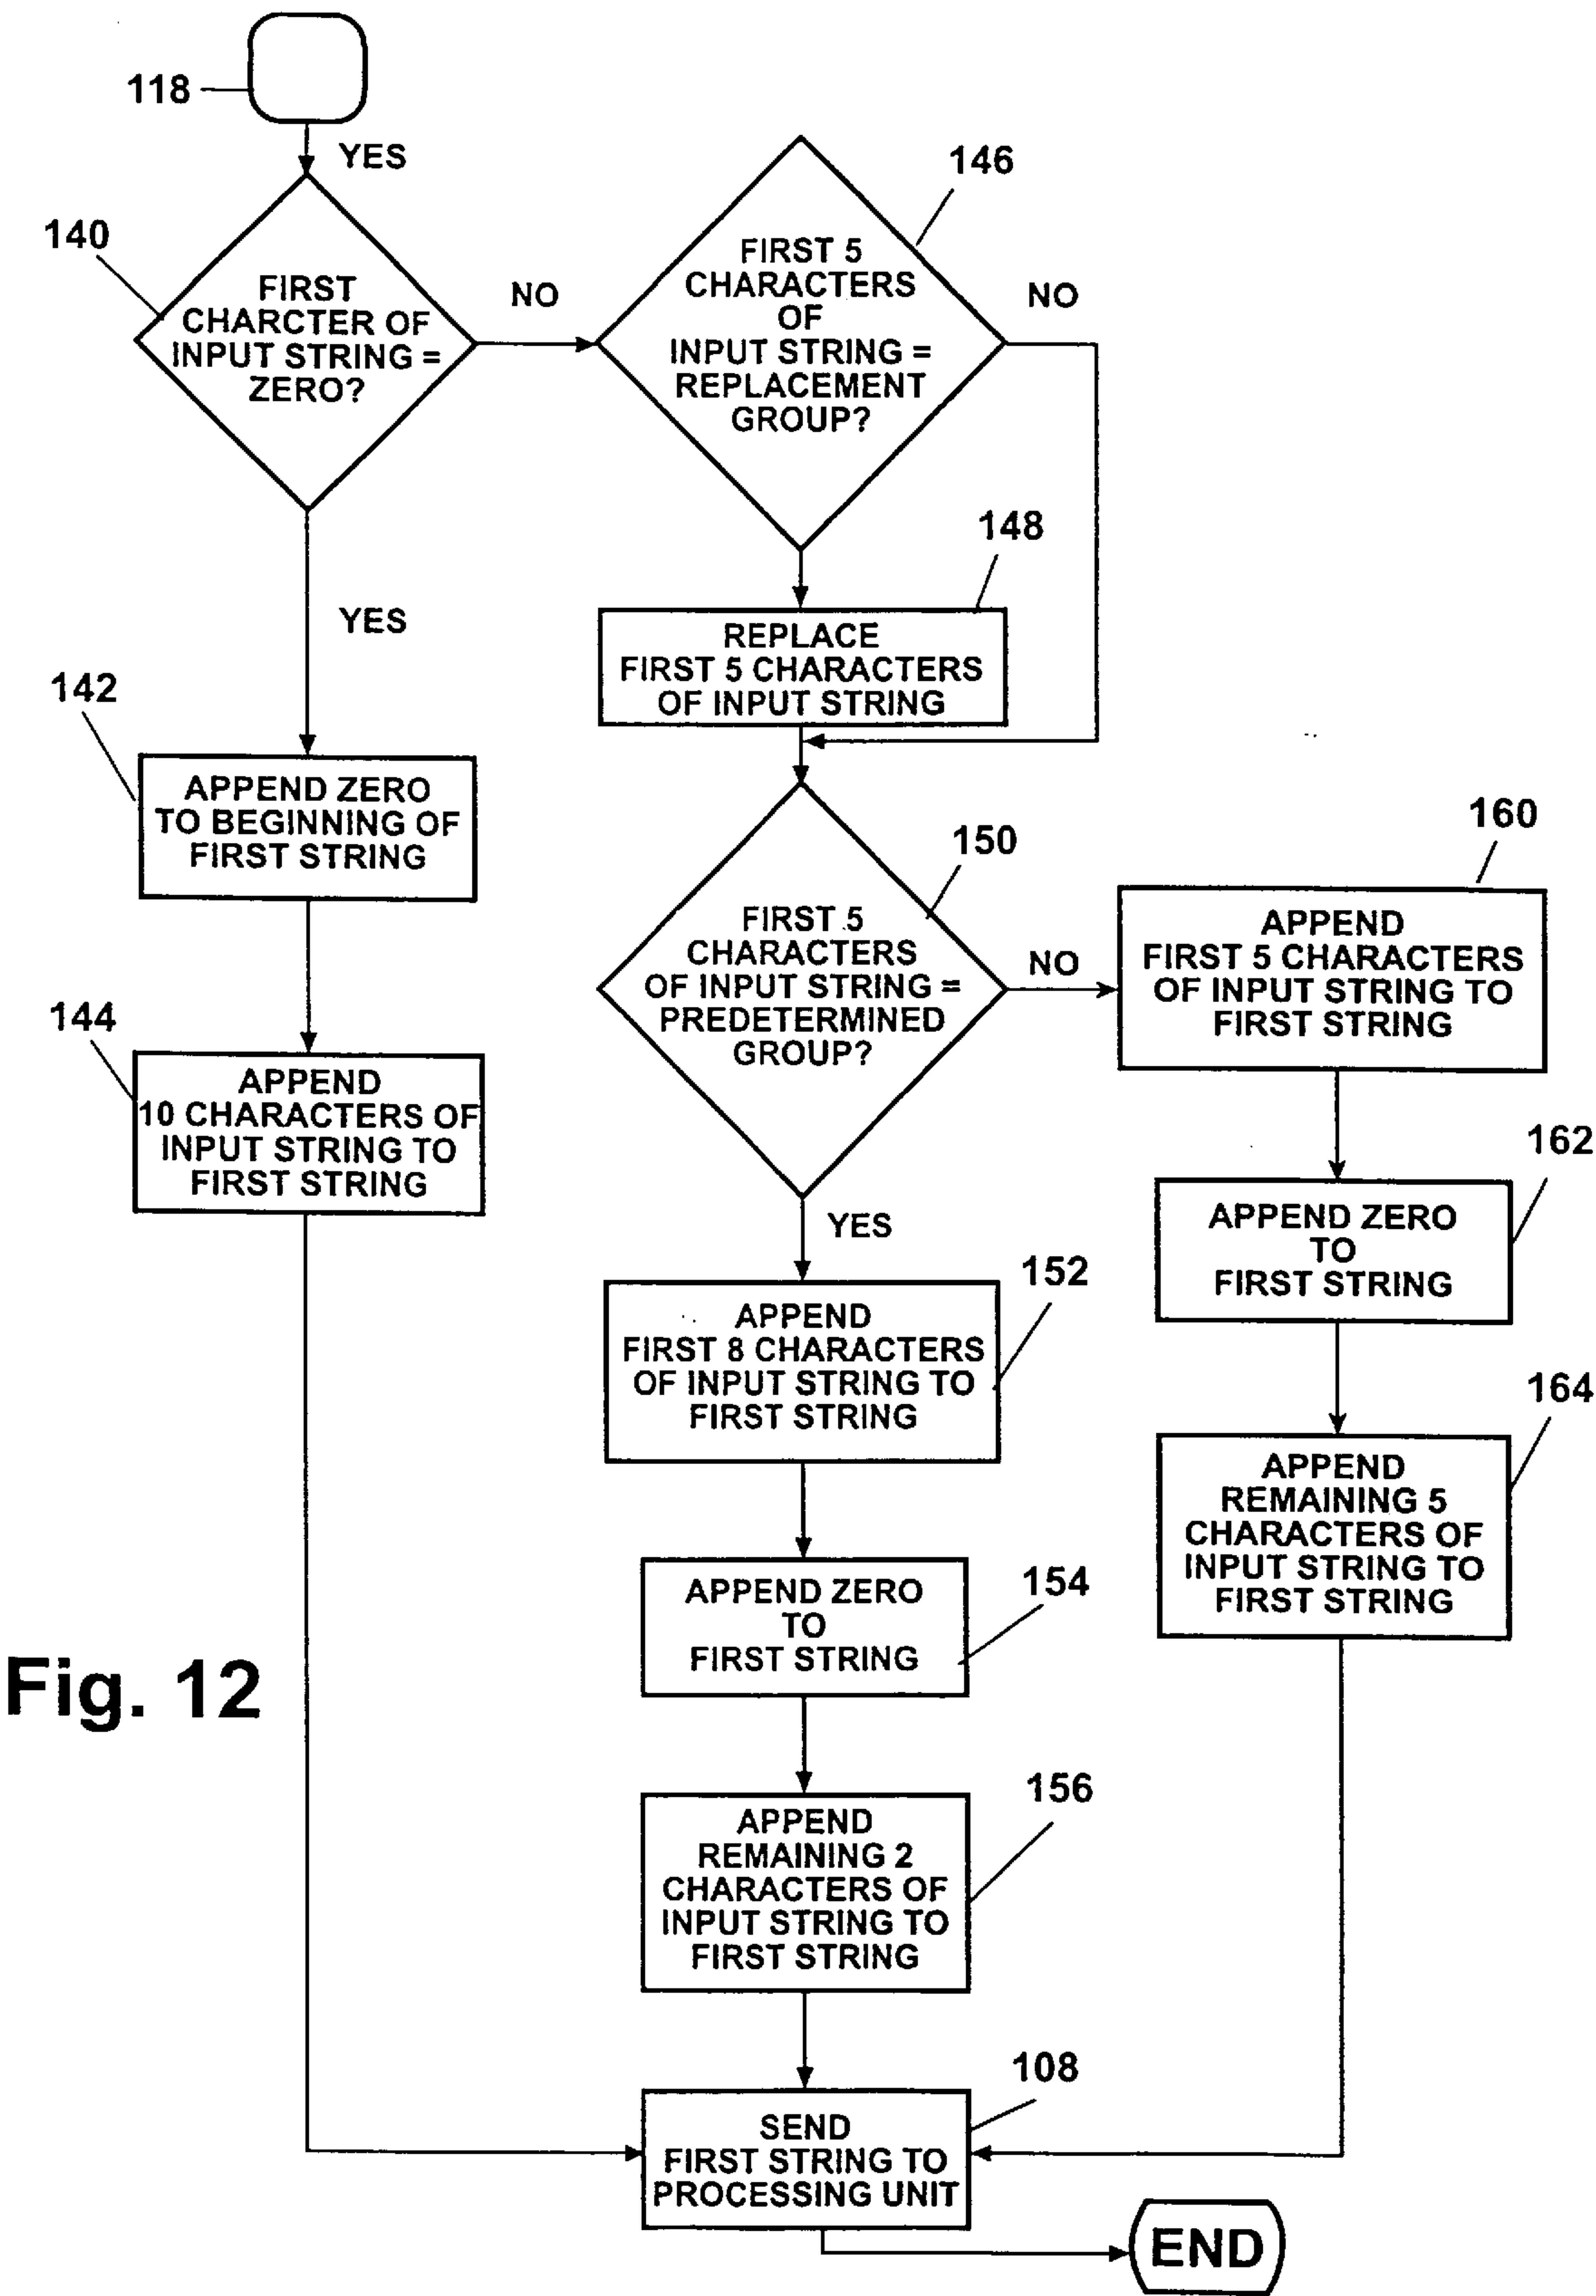 118
YES
140
FIRST
CHARCTER OF
INPUT STRING =
ZERO?
NO
146
FIRST 5
CHARACTERS
OF
INPUT STRING =
REPLACEMENT
GROUP?
NO
YES
148
REPLACE
FIRST 5 CHARACTERS
OF INPUT STRING
142
APPEND ZERO
TO BEGINNING OF
FIRST STRING
144
APPEND
10 CHARACTERS OF
INPUT STRING TO
FIRST STRING
150
FIRST 5
CHARACTERS
OF INPUT STRING =
PREDETERMINED
GROUP?
NO
160
APPEND
FIRST 5 CHARACTERS
OF INPUT STRING TO
FIRST STRING
162
APPEND ZERO
TO
FIRST STRING
164
APPEND
REMAINING 5
CHARACTERS OF
INPUT STRING TO
FIRST STRING
YES
152
APPEND
FIRST 8 CHARACTERS
OF INPUT STRING TO
FIRST STRING
154
APPEND ZERO
TO
FIRST STRING
156
APPEND
REMAINING 2
CHARACTERS OF
INPUT STRING TO
FIRST STRING
108
SEND
FIRST STRING TO
PROCESSING UNIT
END
Fig. 12